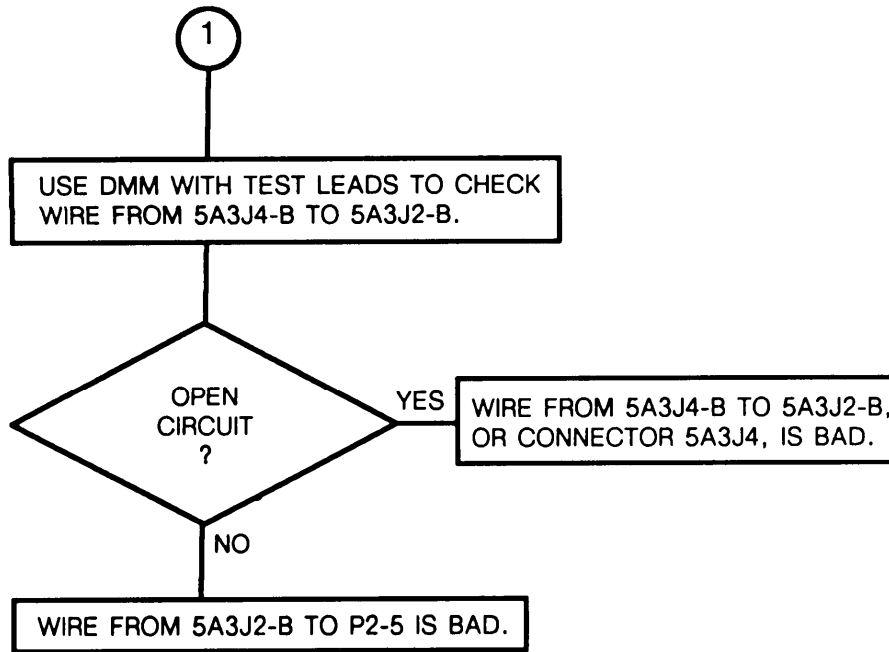 1
USE DMM WITH TEST LEADS TO CHECK
WIRE FROM 5A3J4-B TO 5A3J2-B.
OPEN
CIRCUIT
?
YES
WIRE FROM 5A3J4-B TO 5A3J2-B,
OR CONNECTOR 5A3J4, IS BAD.
NO
WIRE FROM 5A3J2-B TO P2-5 IS BAD.